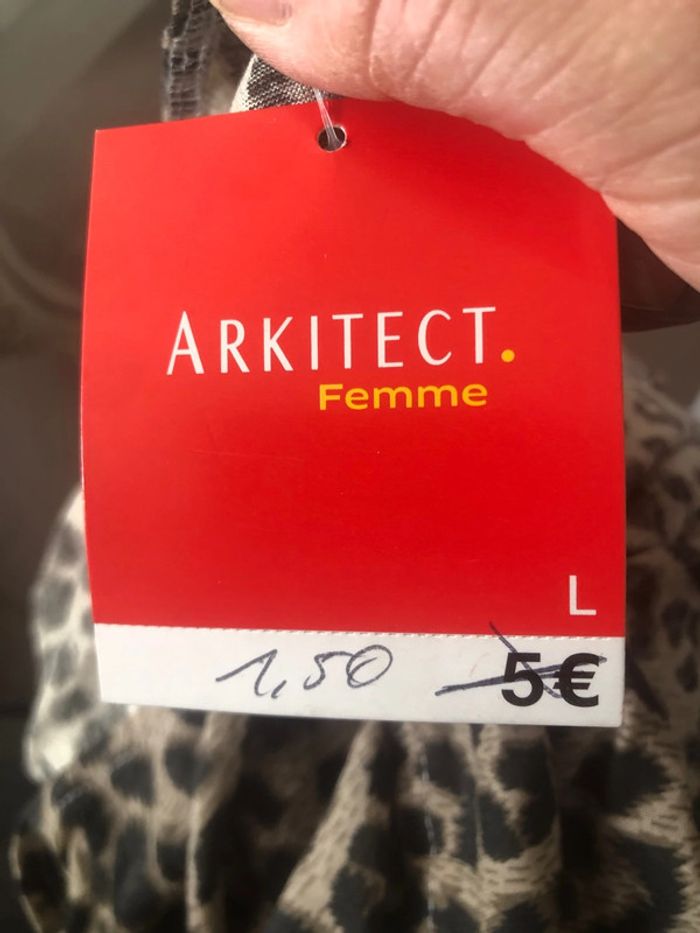 ARKITECT.
Femme
L
1,50 5€